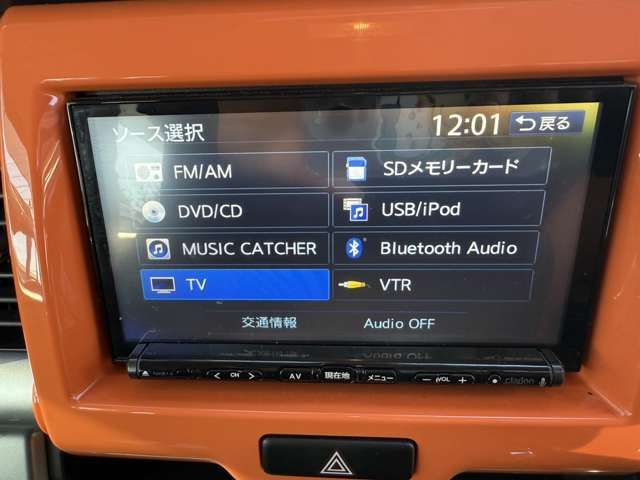 ソース選択 12:01 戻る
FM/AM SDメモリーカード
DVD/CD USB/iPod
MUSIC CATCHER Bluetooth Audio
TV VTR
交通情報 Audio OFF
< CH > AV 現在地 メニュー − VOL +